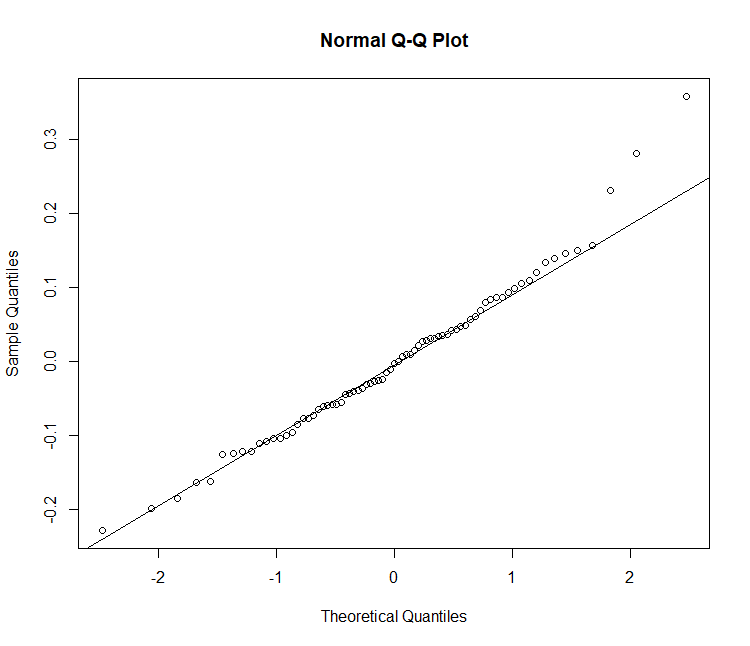 Normal Q-Q Plot
Sample Quantiles
0.3
0.2
0.1
0.0
-0.1
-0.2
-2 -1 0 1 2
Theoretical Quantiles